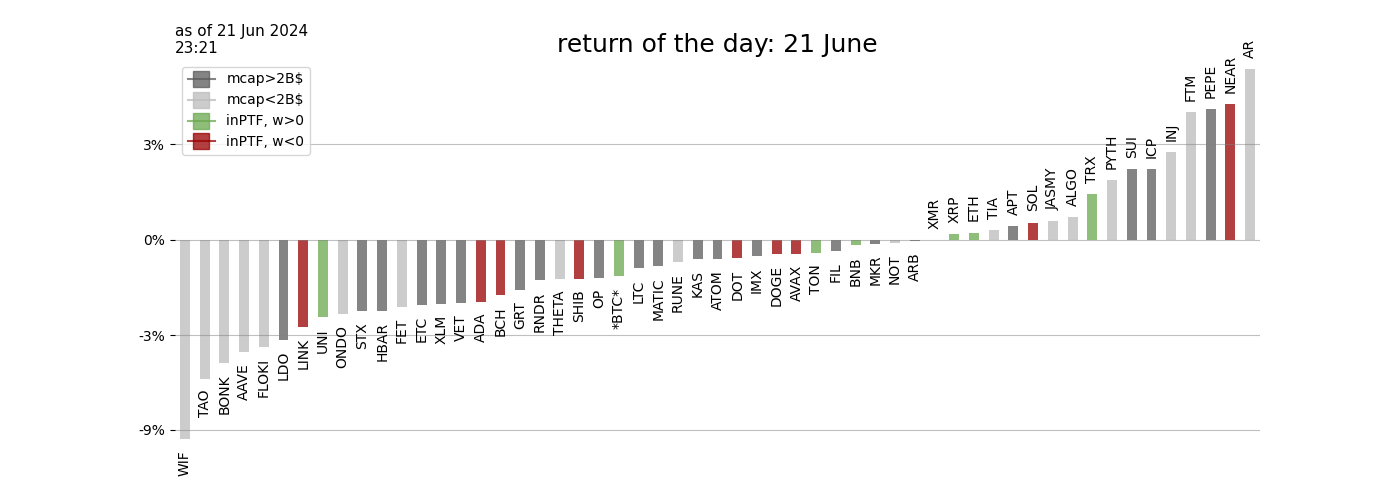 as of 21 Jun 2024
23:21
return of the day: 21 June
mcap>2B$
mcap<2B$
inPTF, w>0
inPTF, w<0
3%
0%
-3%
-9%
WIF
TAO
BONK
AAVE
FLOKI
LDO
LINK
UNI
ONDO
STX
HBAR
FET
ETC
XLM
VET
ADA
BCH
GRT
RNDR
THETA
SHIB
OP
*BTC*
LTC
MATIC
RUNE
KAS
ATOM
DOT
IMX
DOGE
AVAX
TON
FIL
BNB
MKR
NOT
ARB
XMR
XRP
ETH
TIA
APT
SOL
JASMY
ALGO
TRX
PYTH
SUI
ICP
INJ
FTM
PEPE
NEAR
AR